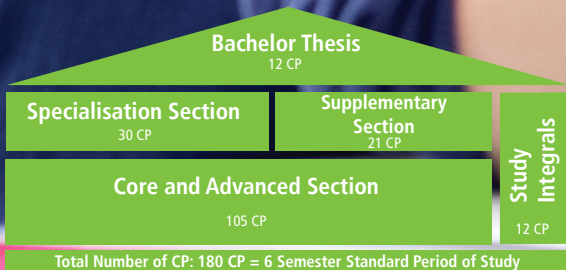 Bachelor Thesis
12 CP
Specialisation Section
30 CP
Supplementary
Section
21 CP
Study
Integrals
12 CP
Core and Advanced Section
105 CP
Total Number of CP: 180 CP = 6 Semester Standard Period of Study